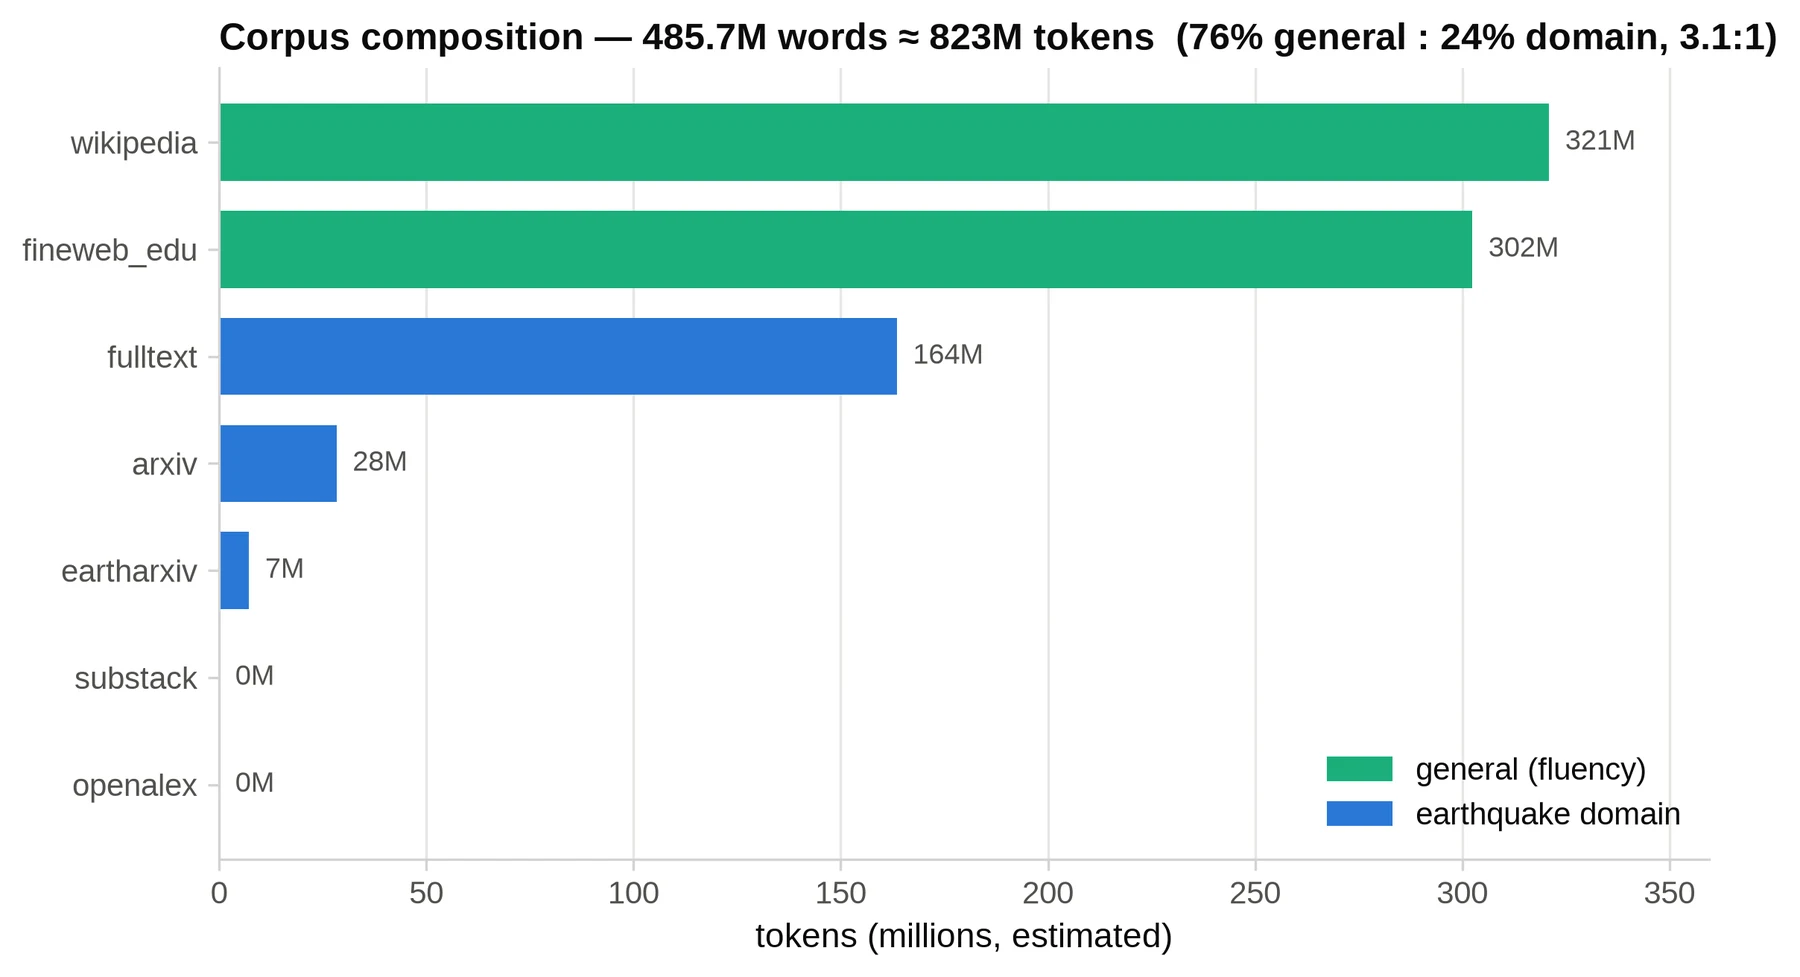 Corpus composition — 485.7M words ≈ 823M tokens (76% general : 24% domain, 3.1:1)
wikipedia 321M
fineweb_edu 302M
fulltext 164M
arxiv 28M
eartharxiv 7M
substack 0M
openalex 0M
general (fluency)
earthquake domain
0 50 100 150 200 250 300 350
tokens (millions, estimated)